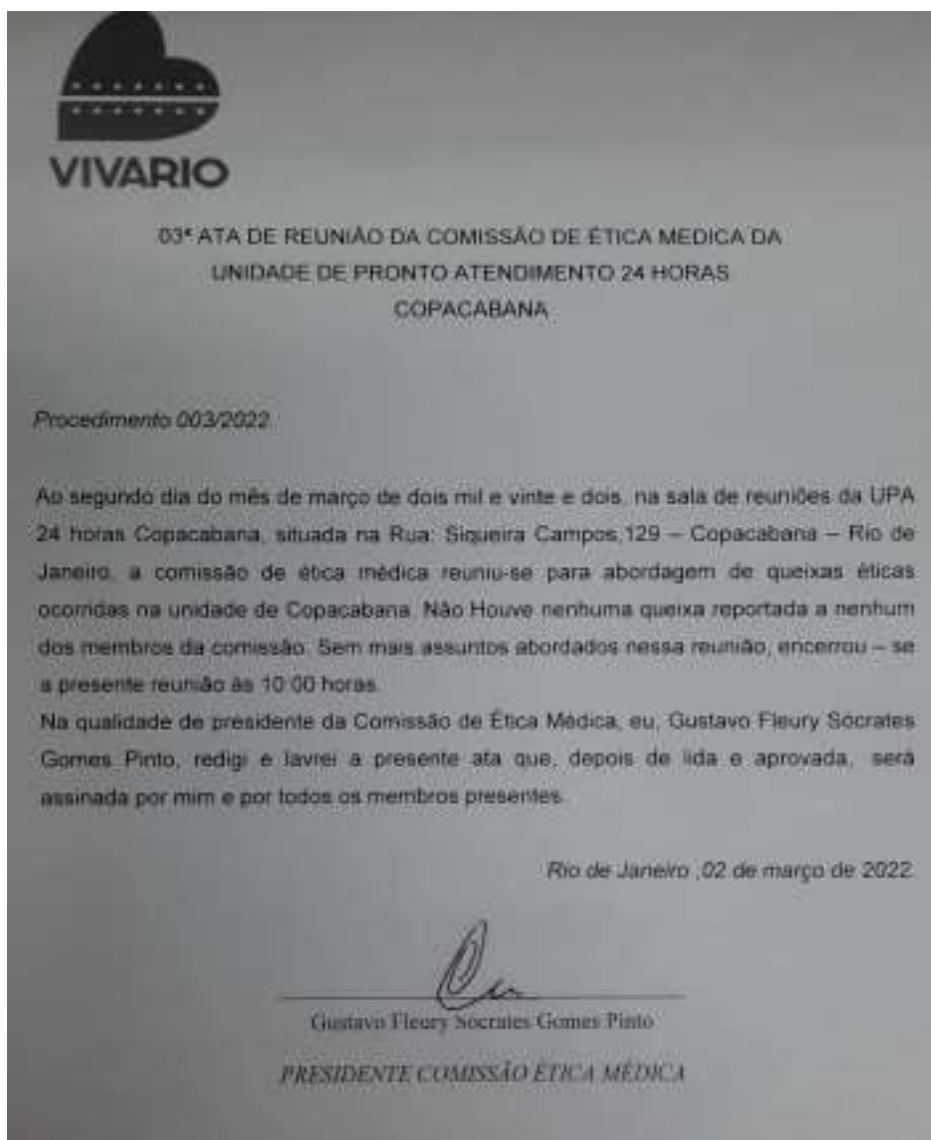 VIVARIO
03ª ATA DE REUNIÃO DA COMISSÃO DE ÉTICA MEDICA DA
UNIDADE DE PRONTO ATENDIMENTO 24 HORAS
COPACABANA
Procedimento 003/2022.
Ao segundo dia do mês de março de dois mil e vinte e dois, na sala de reuniões da UPA
24 horas Copacabana, situada na Rua: Siqueira Campos,129 – Copacabana – Rio de
Janeiro, a comissão de ética médica reuniu-se para abordagem de queixas éticas
ocorridas na unidade de Copacabana. Não Houve nenhuma queixa reportada a nenhum
dos membros da comissão. Sem mais assuntos abordados nessa reunião, encerrou – se
a presente reunião às 10:00 horas.
Na qualidade de presidente da Comissão de Ética Médica, eu, Gustavo Fleury Sócrates
Gomes Pinto, redigi e lavrei a presente ata que, depois de lida e aprovada, será
assinada por mim e por todos os membros presentes.
Rio de Janeiro ,02 de março de 2022.
Gustavo Fleury Socrates Gomes Pinto
PRESIDENTE COMISSÃO ÉTICA MÉDICA